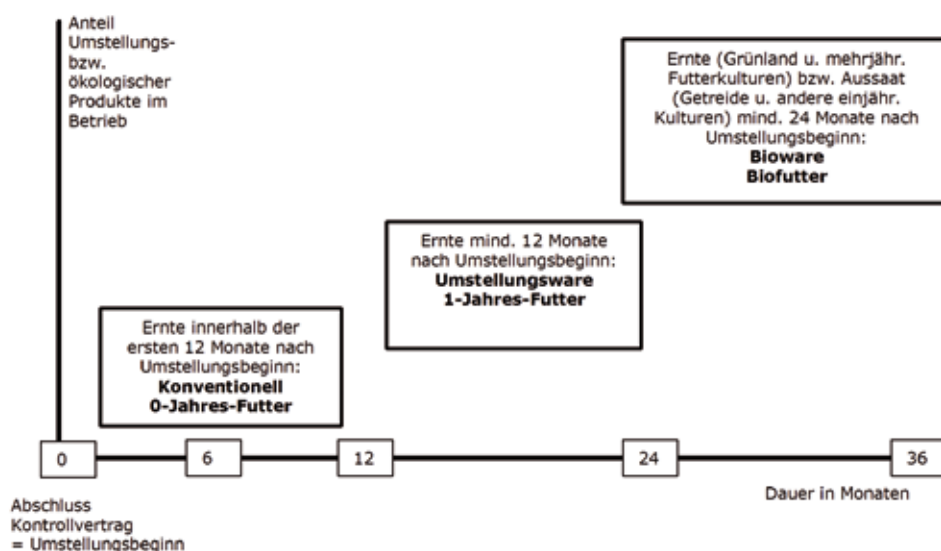 Anteil
Umstellungs-
bzw.
ökologischer
Produkte im
Betrieb
Ernte (Grünland u. mehrjähr.
Futterkulturen) bzw. Aussaat
(Getreide u. andere einjähr.
Kulturen) mind. 24 Monate nach
Umstellungsbeginn:
Bioware
Biofutter
Ernte mind. 12 Monate
nach Umstellungsbeginn:
Umstellungsware
1-Jahres-Futter
Ernte innerhalb der
ersten 12 Monate nach
Umstellungsbeginn:
Konventionell
0-Jahres-Futter
0 6 12 24 36
Dauer in Monaten
Abschluss
Kontrollvertrag
= Umstellungsbeginn